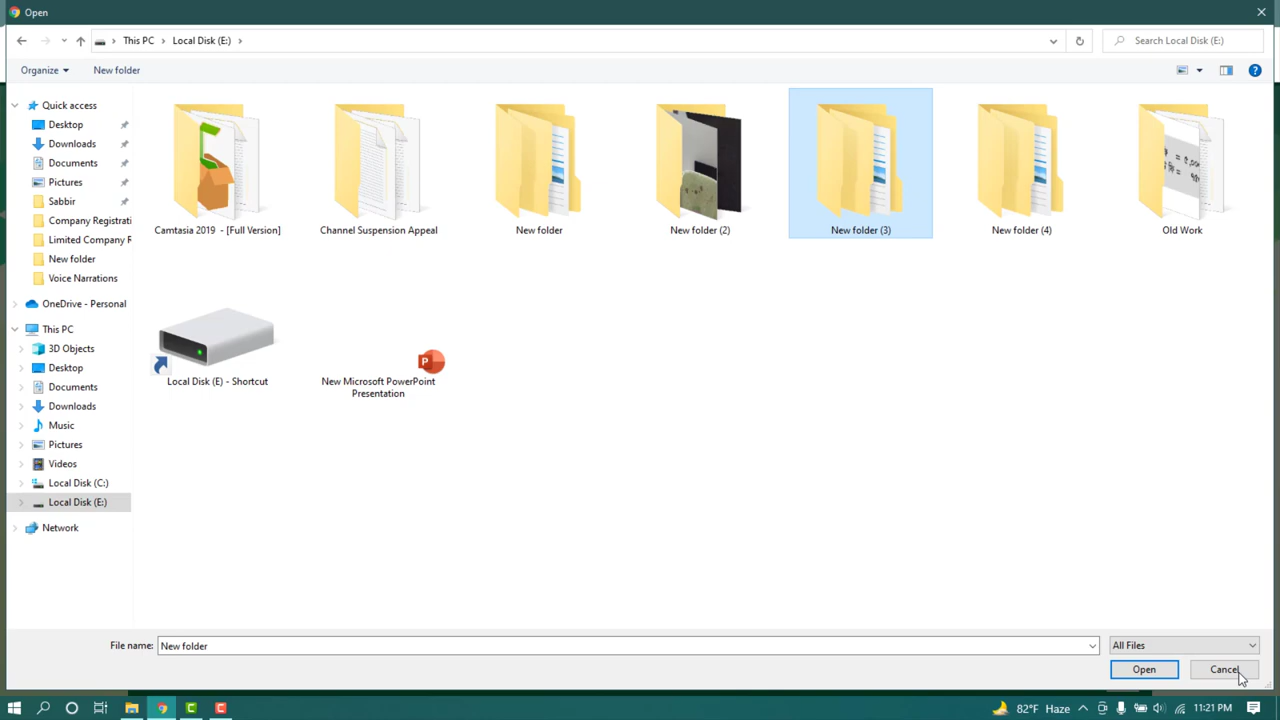 Open
This PC
Local Disk (E:)
Search Local Disk (E:)
Organize
New folder
Quick access
Desktop
Downloads
Documents
Pictures
Sabbir
Company Registrati
Limited Company R
New folder
Voice Narrations
OneDrive - Personal
This PC
3D Objects
Desktop
Documents
Downloads
Music
Pictures
Videos
Local Disk (C:)
Local Disk (E:)
Network
Camtasia 2019 - [Full Version]
Channel Suspension Appeal
New folder
New folder (2)
New folder (3)
New folder (4)
Old Work
Local Disk (E) - Shortcut
New Microsoft PowerPoint
Presentation
File name:
New folder
All Files
Open
Cancel
82°F Haze
11:21 PM